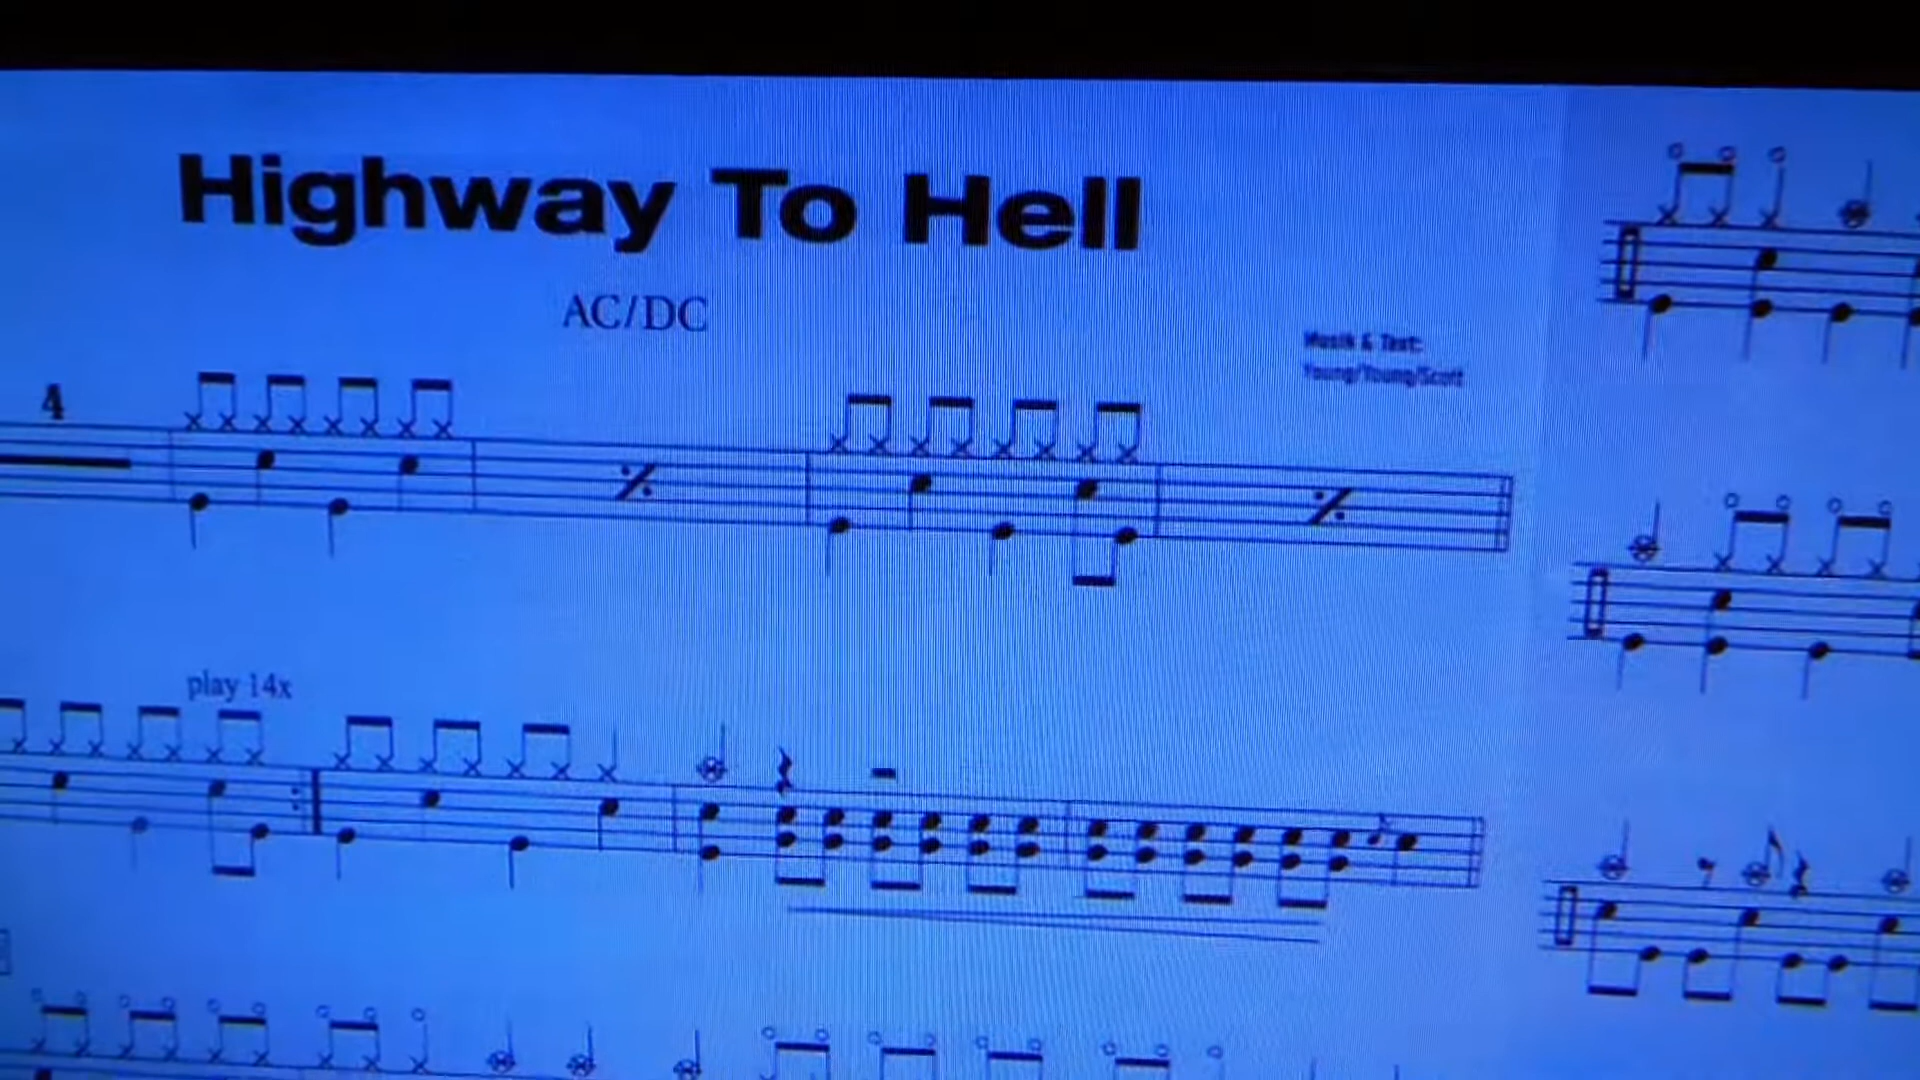 Highway To Hell
AC/DC
Musik & Text:
Young/Young/Scott
4
play 14x